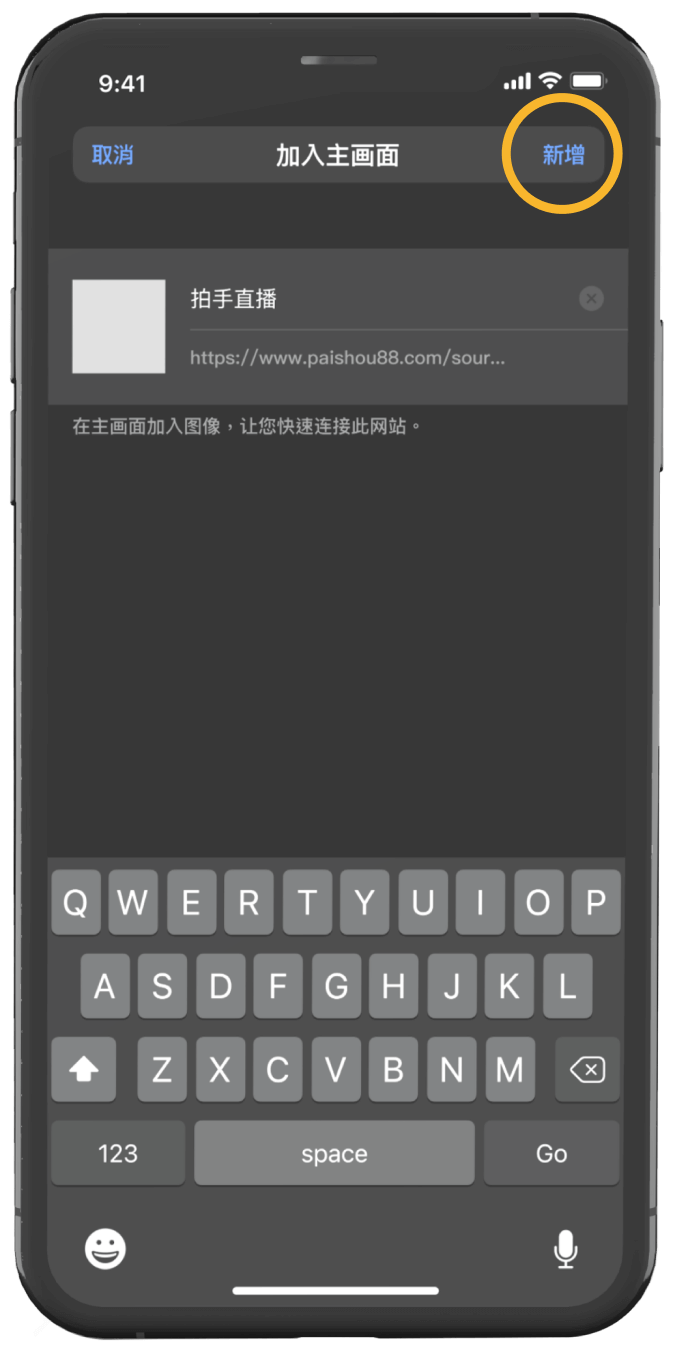 9:41
取消 加入主画面 新增
拍手直播
https://www.paishou88.com/sour...
在主画面加入图像，让您快速连接此网站。
Q W E R T Y U I O P
A S D F G H J K L
Z X C V B N M
123 space Go